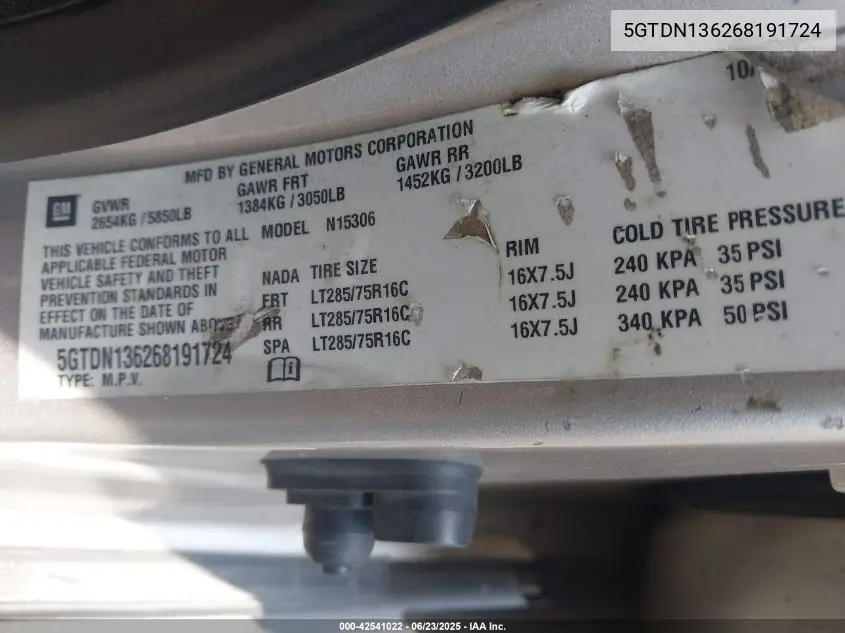 5GTDN136268191724
10/
MFD BY GENERAL MOTORS CORPORATION
GM
GVWR GAWR FRT GAWR RR
2654KG / 5850LB 1384KG / 3050LB 1452KG / 3200LB
THIS VEHICLE CONFORMS TO ALL
APPLICABLE FEDERAL MOTOR
VEHICLE SAFETY AND THEFT
PREVENTION STANDARDS IN
EFFECT ON THE DATE OF
MANUFACTURE SHOWN ABOVE
5GTDN136268191724
TYPE: M.P.V.
MODEL N15306
NADA TIRE SIZE RIM COLD TIRE PRESSURE
FRT LT285/75R16C 16X7.5J 240 KPA 35 PSI
RR LT285/75R16C 16X7.5J 240 KPA 35 PSI
SPA LT285/75R16C 16X7.5J 340 KPA 50 PSI
000-42541022 - 06/23/2025 - IAA Inc.